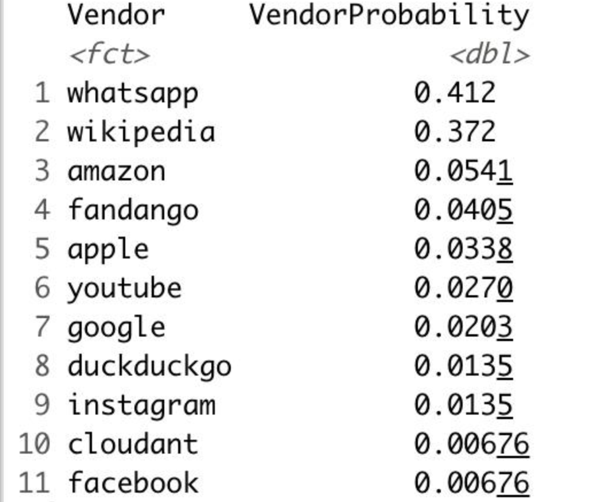 Vendor VendorProbability
<fct> <dbl>
1 whatsapp 0.412
2 wikipedia 0.372
3 amazon 0.0541
4 fandango 0.0405
5 apple 0.0338
6 youtube 0.0270
7 google 0.0203
8 duckduckgo 0.0135
9 instagram 0.0135
10 cloudant 0.00676
11 facebook 0.00676